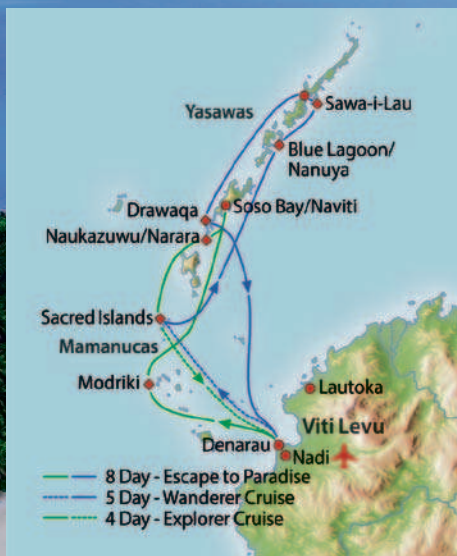 Yasawas
Sawa-i-Lau
Blue Lagoon/
Nanuya
Drawaqa
Soso Bay/Naviti
Naukazuwu/Narara
Sacred Islands
Mamanucas
Modriki
Lautoka
Viti Levu
Denarau
Nadi
8 Day - Escape to Paradise
5 Day - Wanderer Cruise
4 Day - Explorer Cruise